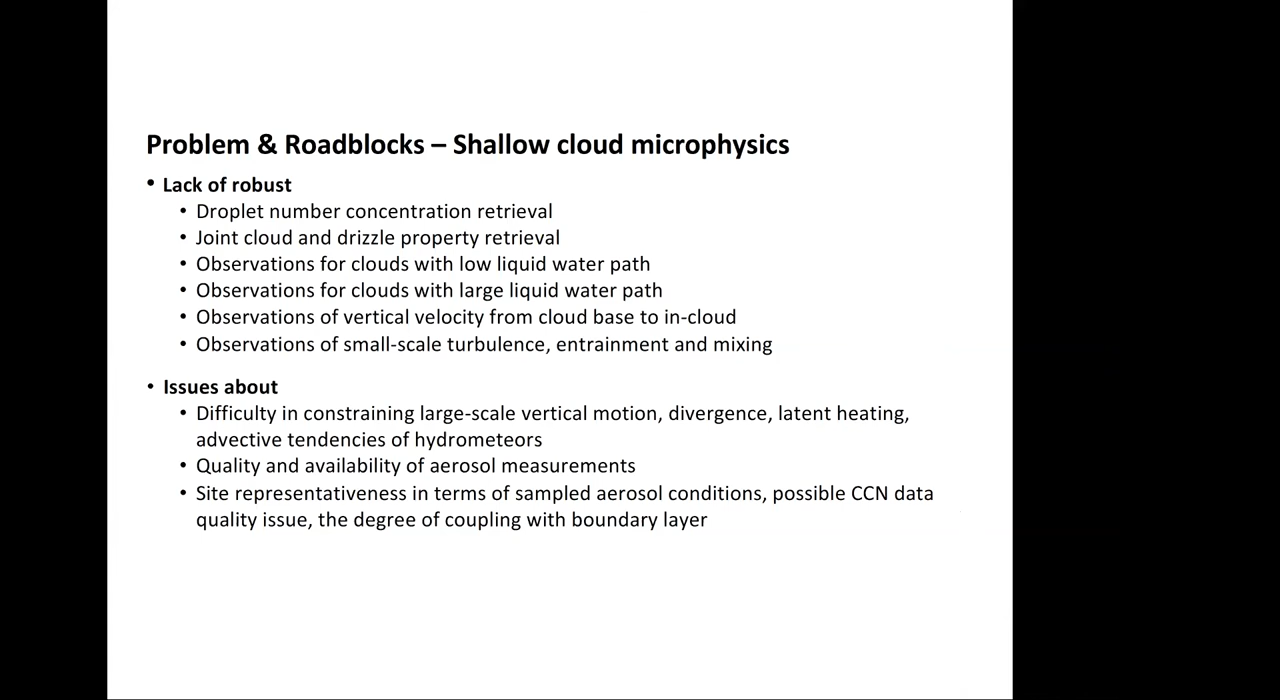 Problem & Roadblocks – Shallow cloud microphysics
• Lack of robust
• Droplet number concentration retrieval
• Joint cloud and drizzle property retrieval
• Observations for clouds with low liquid water path
• Observations for clouds with large liquid water path
• Observations of vertical velocity from cloud base to in-cloud
• Observations of small-scale turbulence, entrainment and mixing
• Issues about
• Difficulty in constraining large-scale vertical motion, divergence, latent heating,
advective tendencies of hydrometeors
• Quality and availability of aerosol measurements
• Site representativeness in terms of sampled aerosol conditions, possible CCN data
quality issue, the degree of coupling with boundary layer